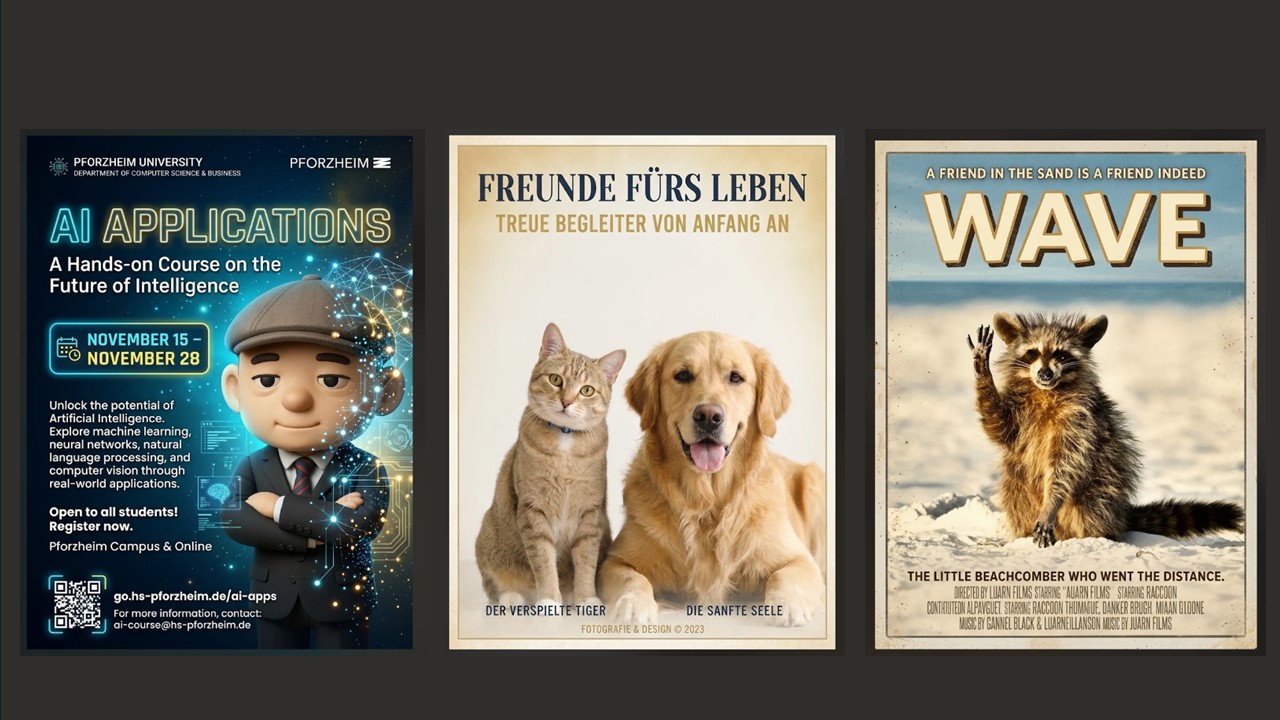 PFORZHEIM UNIVERSITY
DEPARTMENT OF COMPUTER SCIENCE & BUSINESS
PFORZHEIM
AI APPLICATIONS
A Hands-on Course on the
Future of Intelligence
NOVEMBER 15 –
NOVEMBER 28
Unlock the potential of
Artificial Intelligence.
Explore machine learning,
neural networks, natural
language processing, and
computer vision through
real-world applications.
Open to all students!
Register now.
Pforzheim Campus & Online
go.hs-pforzheim.de/ai-apps
For more information, contact:
ai-course@hs-pforzheim.de
FREUNDE FÜRS LEBEN
TREUE BEGLEITER VON ANFANG AN
DER VERSPIELTE TIGER
DIE SANFTE SEELE
FOTOGRAFIE & DESIGN © 2023
A FRIEND IN THE SAND IS A FRIEND INDEED
WAVE
THE LITTLE BEACHCOMBER WHO WENT THE DISTANCE.
DIRECTED BY LUARN FILMS STARRING "AUARN FILMS" STARRING RACCOON
STARRING RACCOON DANKER BRUGH
MUSIC BY GANNEL BLACK & MUSIC BY JUARN FILMS